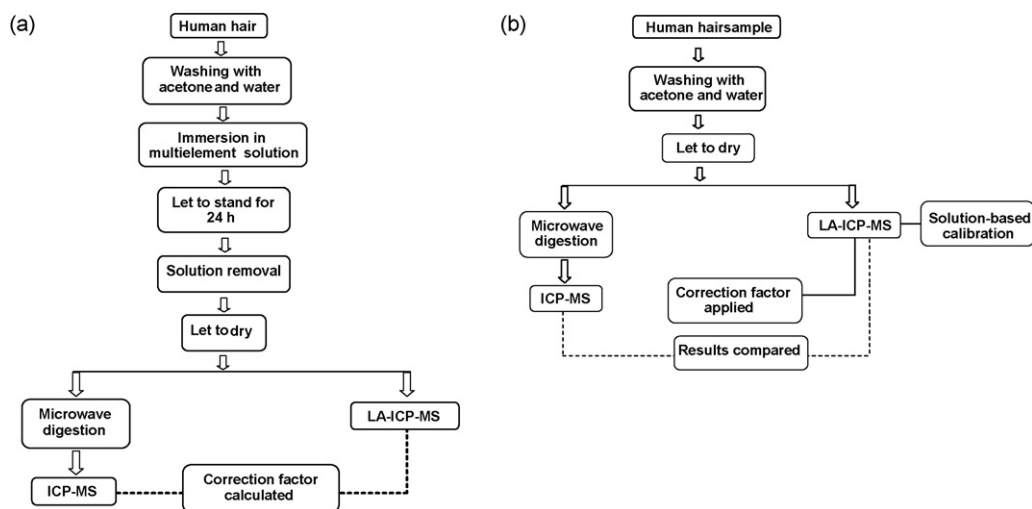 (a)
Human hair
Washing with
acetone and water
Immersion in
multielement solution
Let to stand for
24 h
Solution removal
Let to dry
Microwave
digestion
LA-ICP-MS
ICP-MS
Correction factor
calculated
(b)
Human hairsample
Washing with
acetone and water
Let to dry
Microwave
digestion
LA-ICP-MS
Solution-based
calibration
ICP-MS
Correction factor
applied
Results compared